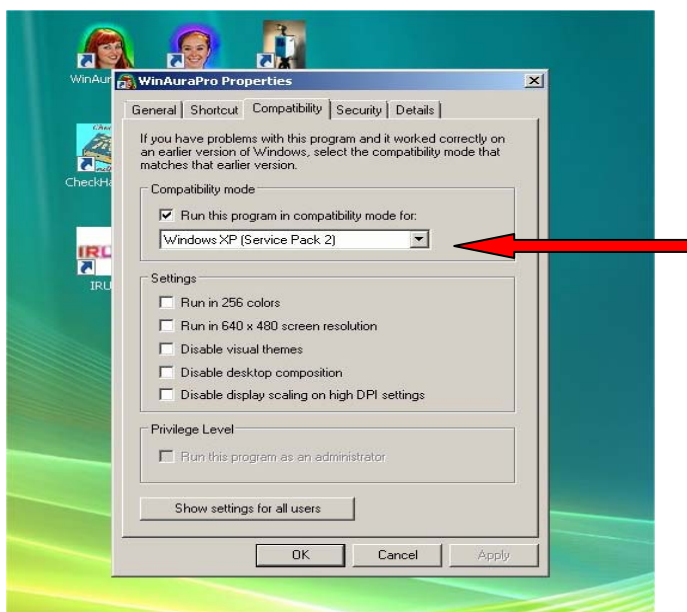 WinAur
WinAuraPro Properties
General Shortcut Compatibility Security Details
If you have problems with this program and it worked correctly on
an earlier version of Windows, select the compatibility mode that
matches that earlier version.
CheckHa
Compatibility mode
Run this program in compatibility mode for:
Windows XP (Service Pack 2)
IRU
Settings
Run in 256 colors
Run in 640 x 480 screen resolution
Disable visual themes
Disable desktop composition
Disable display scaling on high DPI settings
Privilege Level
Run this program as an administrator
Show settings for all users
OK Cancel Apply